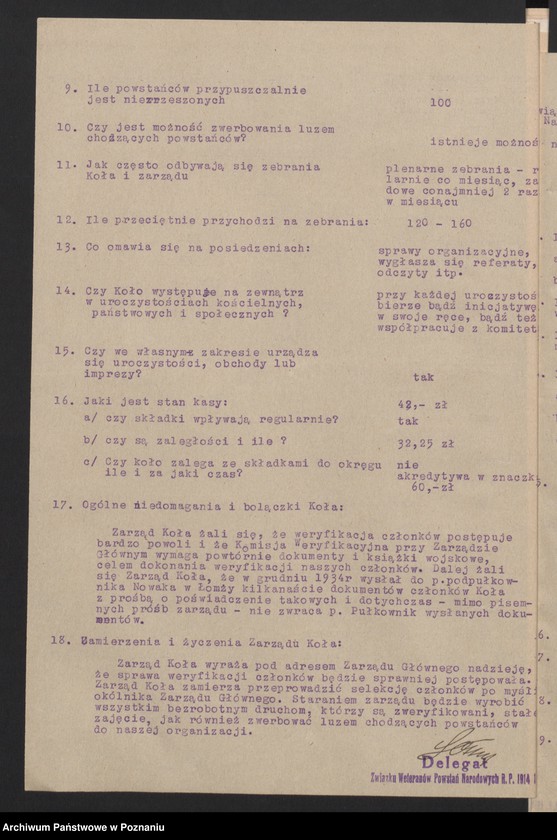 9. Ile powstańców przypuszczalnie
jest niezrzeszonych 100
10. Czy jest możność zwerbowania luzem
chodzących powstańców? istnieje możnoś
11. Jak często odbywają się zebrania plenarne zebrania - r
Koła i zarządu larnie co miesiąc, za
dowe conajmniej 2 raz
w miesiącu
12. Ile przeciętnie przychodzi na zebrania: 120 - 160
13. Co omawia się na posiedzeniach: sprawy organizacyjne,
wygłasza się referaty,
odczyty itp.
14. Czy Koło występuje na zewnątrz przy każdej uroczystoś
w uroczystościach kościelnych, bierze bądź inicjatywę
państwowych i społecznych ? w swoje ręce, bądź też
współpracuje z komitet
15. Czy we własnym zakresie urządza
się uroczystości, obchody lub
imprezy? tak
16. Jaki jest stan kasy: 42,- zł
a/ czy składki wpływają regularnie? tak
b/ czy są zaległości i ile ? 32,25 zł
c/ Czy koło zalega ze składkami do okręgu nie
ile i za jaki czas? akredytywa w znaczk
60,-zł
17. Ogólne niedomagania i bolączki Koła:
Zarząd Koła żali się, że weryfikacja członków postępuje
bardzo powoli i że Komisja Weryfikacyjna przy Zarządzie
Głównym wymaga powtórnie dokumenty i książki wojskowe,
celem dokonania weryfikacji naszych członków. Dalej żali
się Zarząd Koła, że w grudniu 1934r wysłał do p.podpułkow-
nika Nowaka w Łomży kilkanaście dokumentów członków Koła
z prośbą o poświadczenie takowych i dotychczas - mimo pisem-
nych próśb zarządu - nie zwraca p. Pułkownik wysłanych doku-
mentów.
18. Zamierzenia i życzenia Zarządu Koła:
Zarząd Koła wyraża pod adresem Zarządu Głównego nadzieję,
że sprawa weryfikacji członków będzie sprawniej postępowała.
Zarząd Koła zamierza przeprowadzić selekcję członków po myśli
okólnika Zarządu Głównego. Staraniem zarządu będzie wyrobić
wszystkim bezrobotnym druchom, którzy są zweryfikowani, stałe
zajęcie, jak również zwerbować luzem chodzących powstańców
do naszej organizacji.
Delegat
Związku Weteranów Powstań Narodowych R. P. 1914
Archiwum Państwowe w Poznaniu